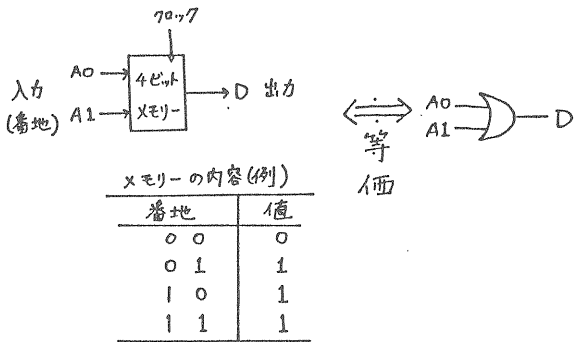 クロック
入力
(番地)
A0
A1
4ビット
メモリー
D 出力
等
価
A0
A1
D
メモリーの内容(例)
番地 値
0 0 0
0 1 1
1 0 1
1 1 1